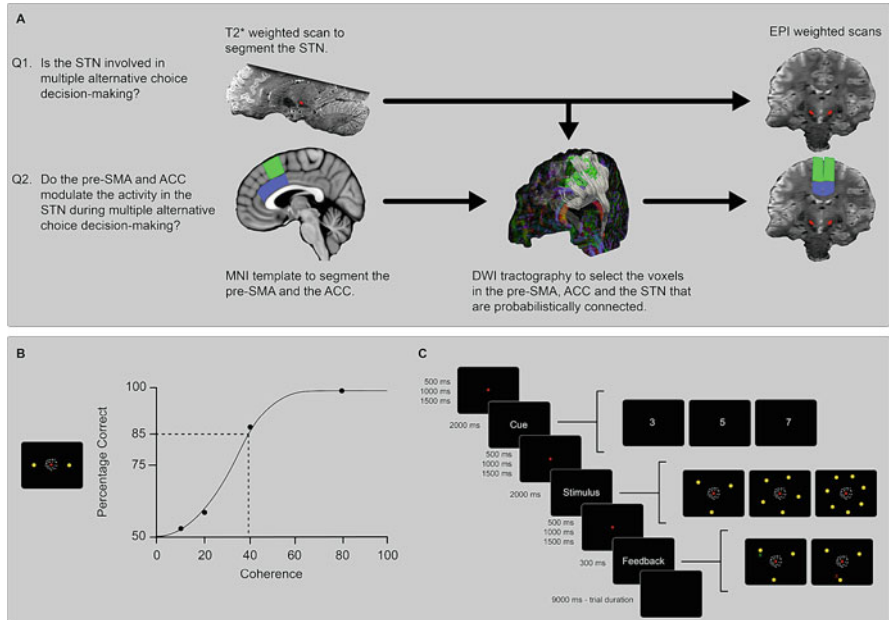 A
Q1. Is the STN involved in
multiple alternative choice
decision-making?
T2* weighted scan to
segment the STN.
EPI weighted scans
Q2. Do the pre-SMA and ACC
modulate the activity in the
STN during multiple alternative
choice decision-making?
MNI template to segment the
pre-SMA and the ACC.
DWI tractography to select the voxels
in the pre-SMA, ACC and the STN that
are probabilistically connected.
B
Percentage Correct
100
85
75
50
0
20
40
60
80
100
Coherence
C
500 ms
1000 ms
1500 ms
2000 ms
Cue
3
5
7
500 ms
1000 ms
1500 ms
2000 ms
Stimulus
500 ms
1000 ms
1500 ms
300 ms
Feedback
9000 ms - trial duration